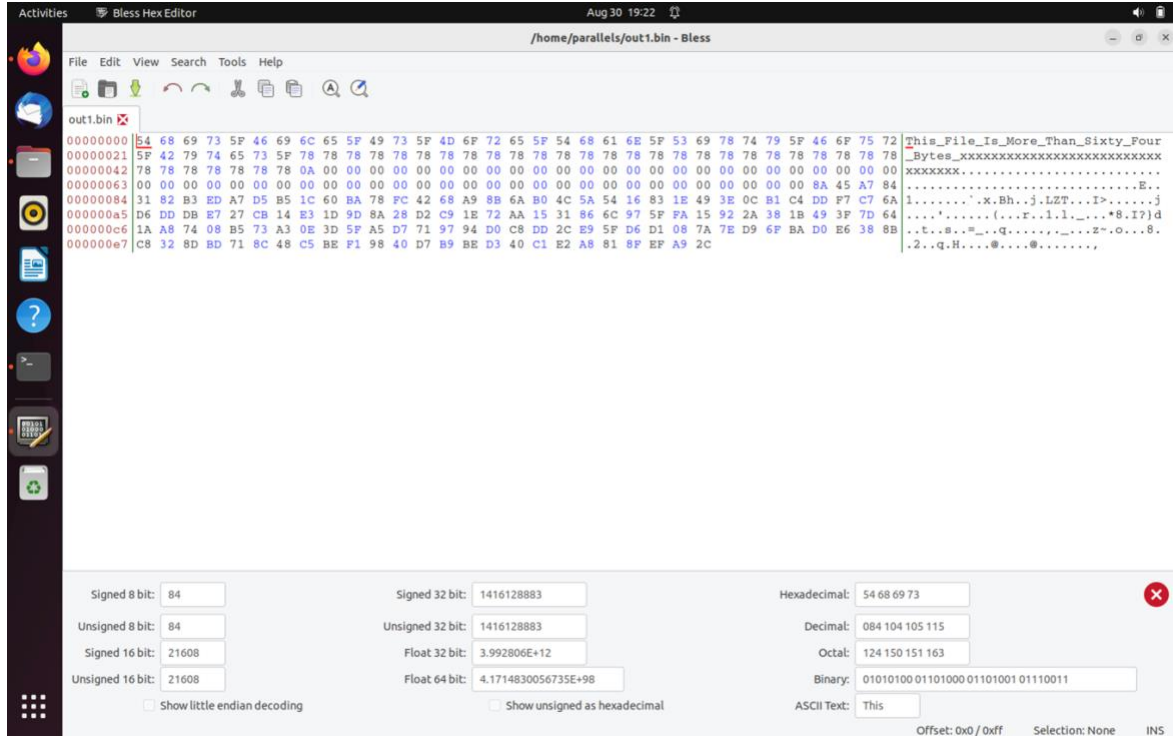 Activities Bless Hex Editor Aug 30 19:22
/home/parallels/out1.bin - Bless
File Edit View Search Tools Help
out1.bin
00000000 54 68 69 73 5F 46 69 6C 65 5F 49 73 5F 4D 6F 72 65 5F 54 68 61 6E 5F 53 69 78 74 79 5F 46 6F 75 72 This_File_Is_More_Than_Sixty_Four
00000021 5F 42 79 74 65 73 5F 78 78 78 78 78 78 78 78 78 78 78 78 78 78 78 78 78 78 78 78 78 78 78 78 78 78 _Bytes_xxxxxxxxxxxxxxxxxxxxxxxxxx
00000042 78 78 78 78 78 78 78 0A 00 00 00 00 00 00 00 00 00 00 00 00 00 00 00 00 00 00 00 00 00 00 00 00 00 xxxxxxx..........................
00000063 00 00 00 00 00 00 00 00 00 00 00 00 00 00 00 00 00 00 00 00 00 00 00 00 00 00 00 00 00 8A 45 A7 84 ..............................E..
00000084 31 82 B3 ED A7 D5 B5 1C 60 BA 78 FC 42 68 A9 8B 6A B0 4C 5A 54 16 83 1E 49 3E 0C B1 C4 DD F7 C7 6A 1.......`.x.Bh..j.LZT...I>......j
000000a5 D6 DD DB E7 27 CB 14 E3 1D 9D 8A 28 D2 C9 1E 72 AA 15 31 86 6C 97 5F FA 15 92 2A 38 1B 49 3F 7D 64 ....'......(...r..1.l._...*8.I?}d
000000c6 1A A8 74 08 B5 73 A3 0E 3D 5F A5 D7 71 97 94 D0 C8 DD 2C E9 5F D6 D1 08 7A 7E D9 6F BA D0 E6 38 8B ..t..s..=_..q.....,._...z~.o...8.
000000e7 C8 32 8D BD 71 8C 48 C5 BE F1 98 40 D7 B9 BE D3 40 C1 E2 A8 81 8F EF A9 2C .2..q.H....@....@.......,
Signed 8 bit: 84 Signed 32 bit: 1416128883 Hexadecimal: 54 68 69 73
Unsigned 8 bit: 84 Unsigned 32 bit: 1416128883 Decimal: 084 104 105 115
Signed 16 bit: 21608 Float 32 bit: 3.992806E+12 Octal: 124 150 151 163
Unsigned 16 bit: 21608 Float 64 bit: 4.1714830056735E+98 Binary: 01010100 01101000 01101001 01110011
Show little endian decoding Show unsigned as hexadecimal ASCII Text: This
Offset: 0x0 / 0xff Selection: None INS